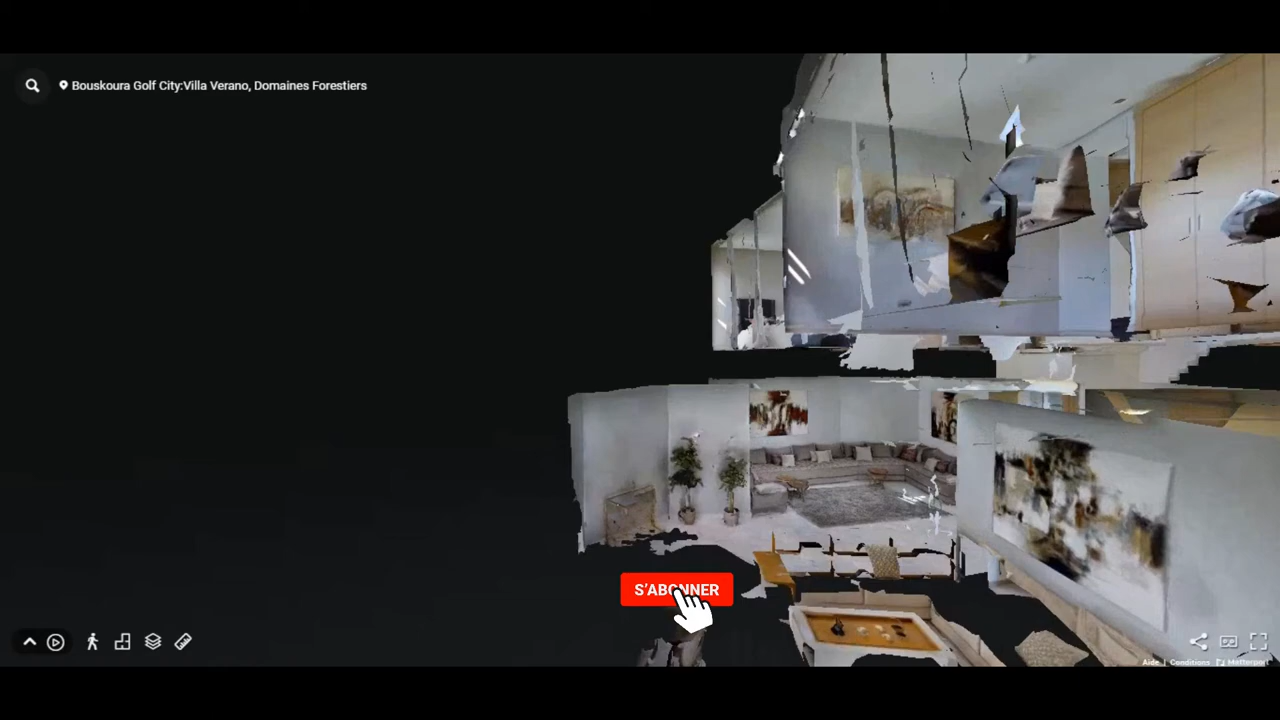 Bouskoura Golf City:Villa Verano, Domaines Forestiers
S'ABONNER
Aide | Conditions | Matterport